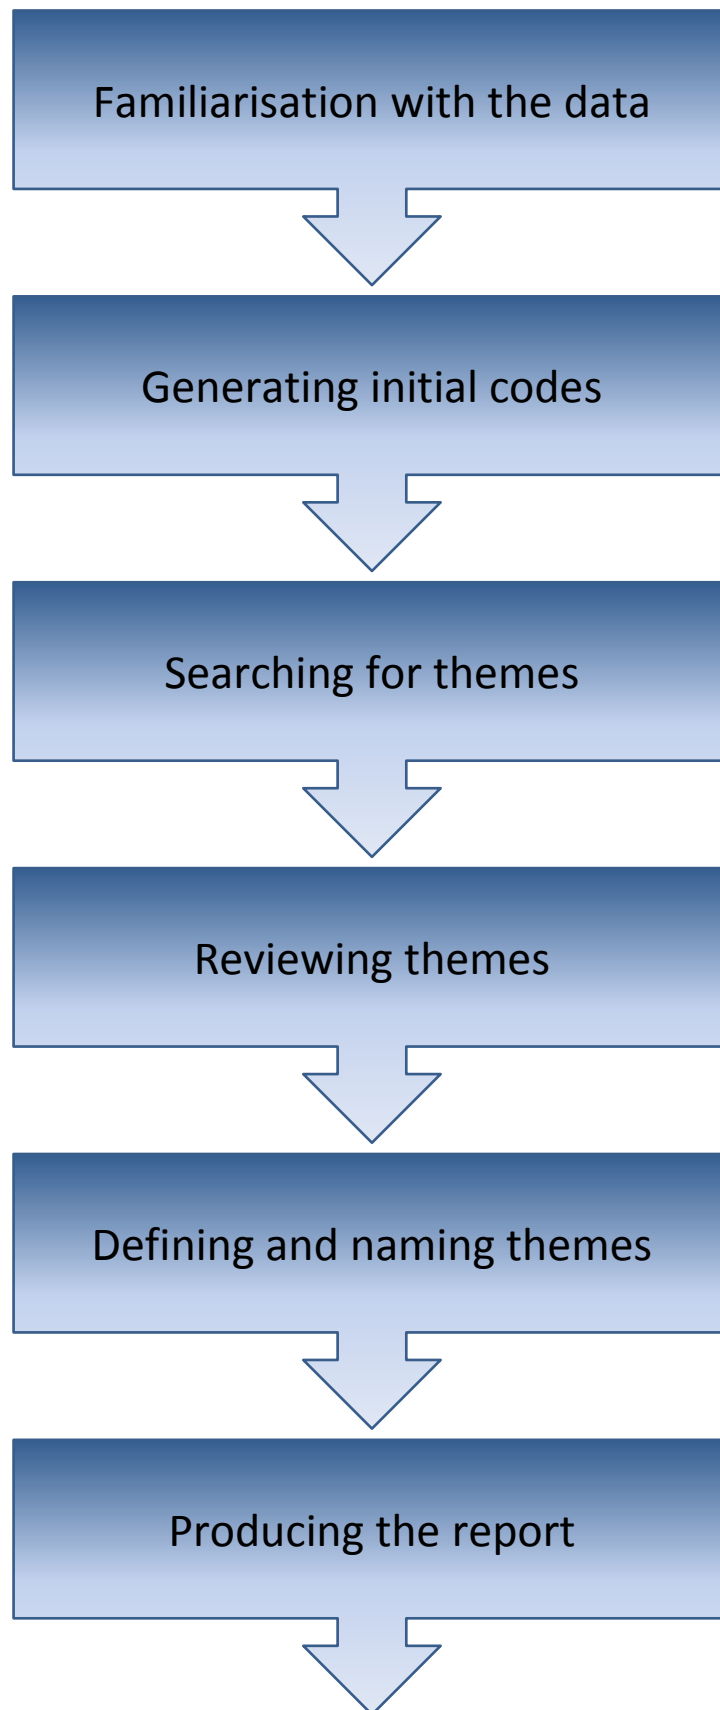 Familiarisation with the data
Generating initial codes
Searching for themes
Reviewing themes
Defining and naming themes
Producing the report